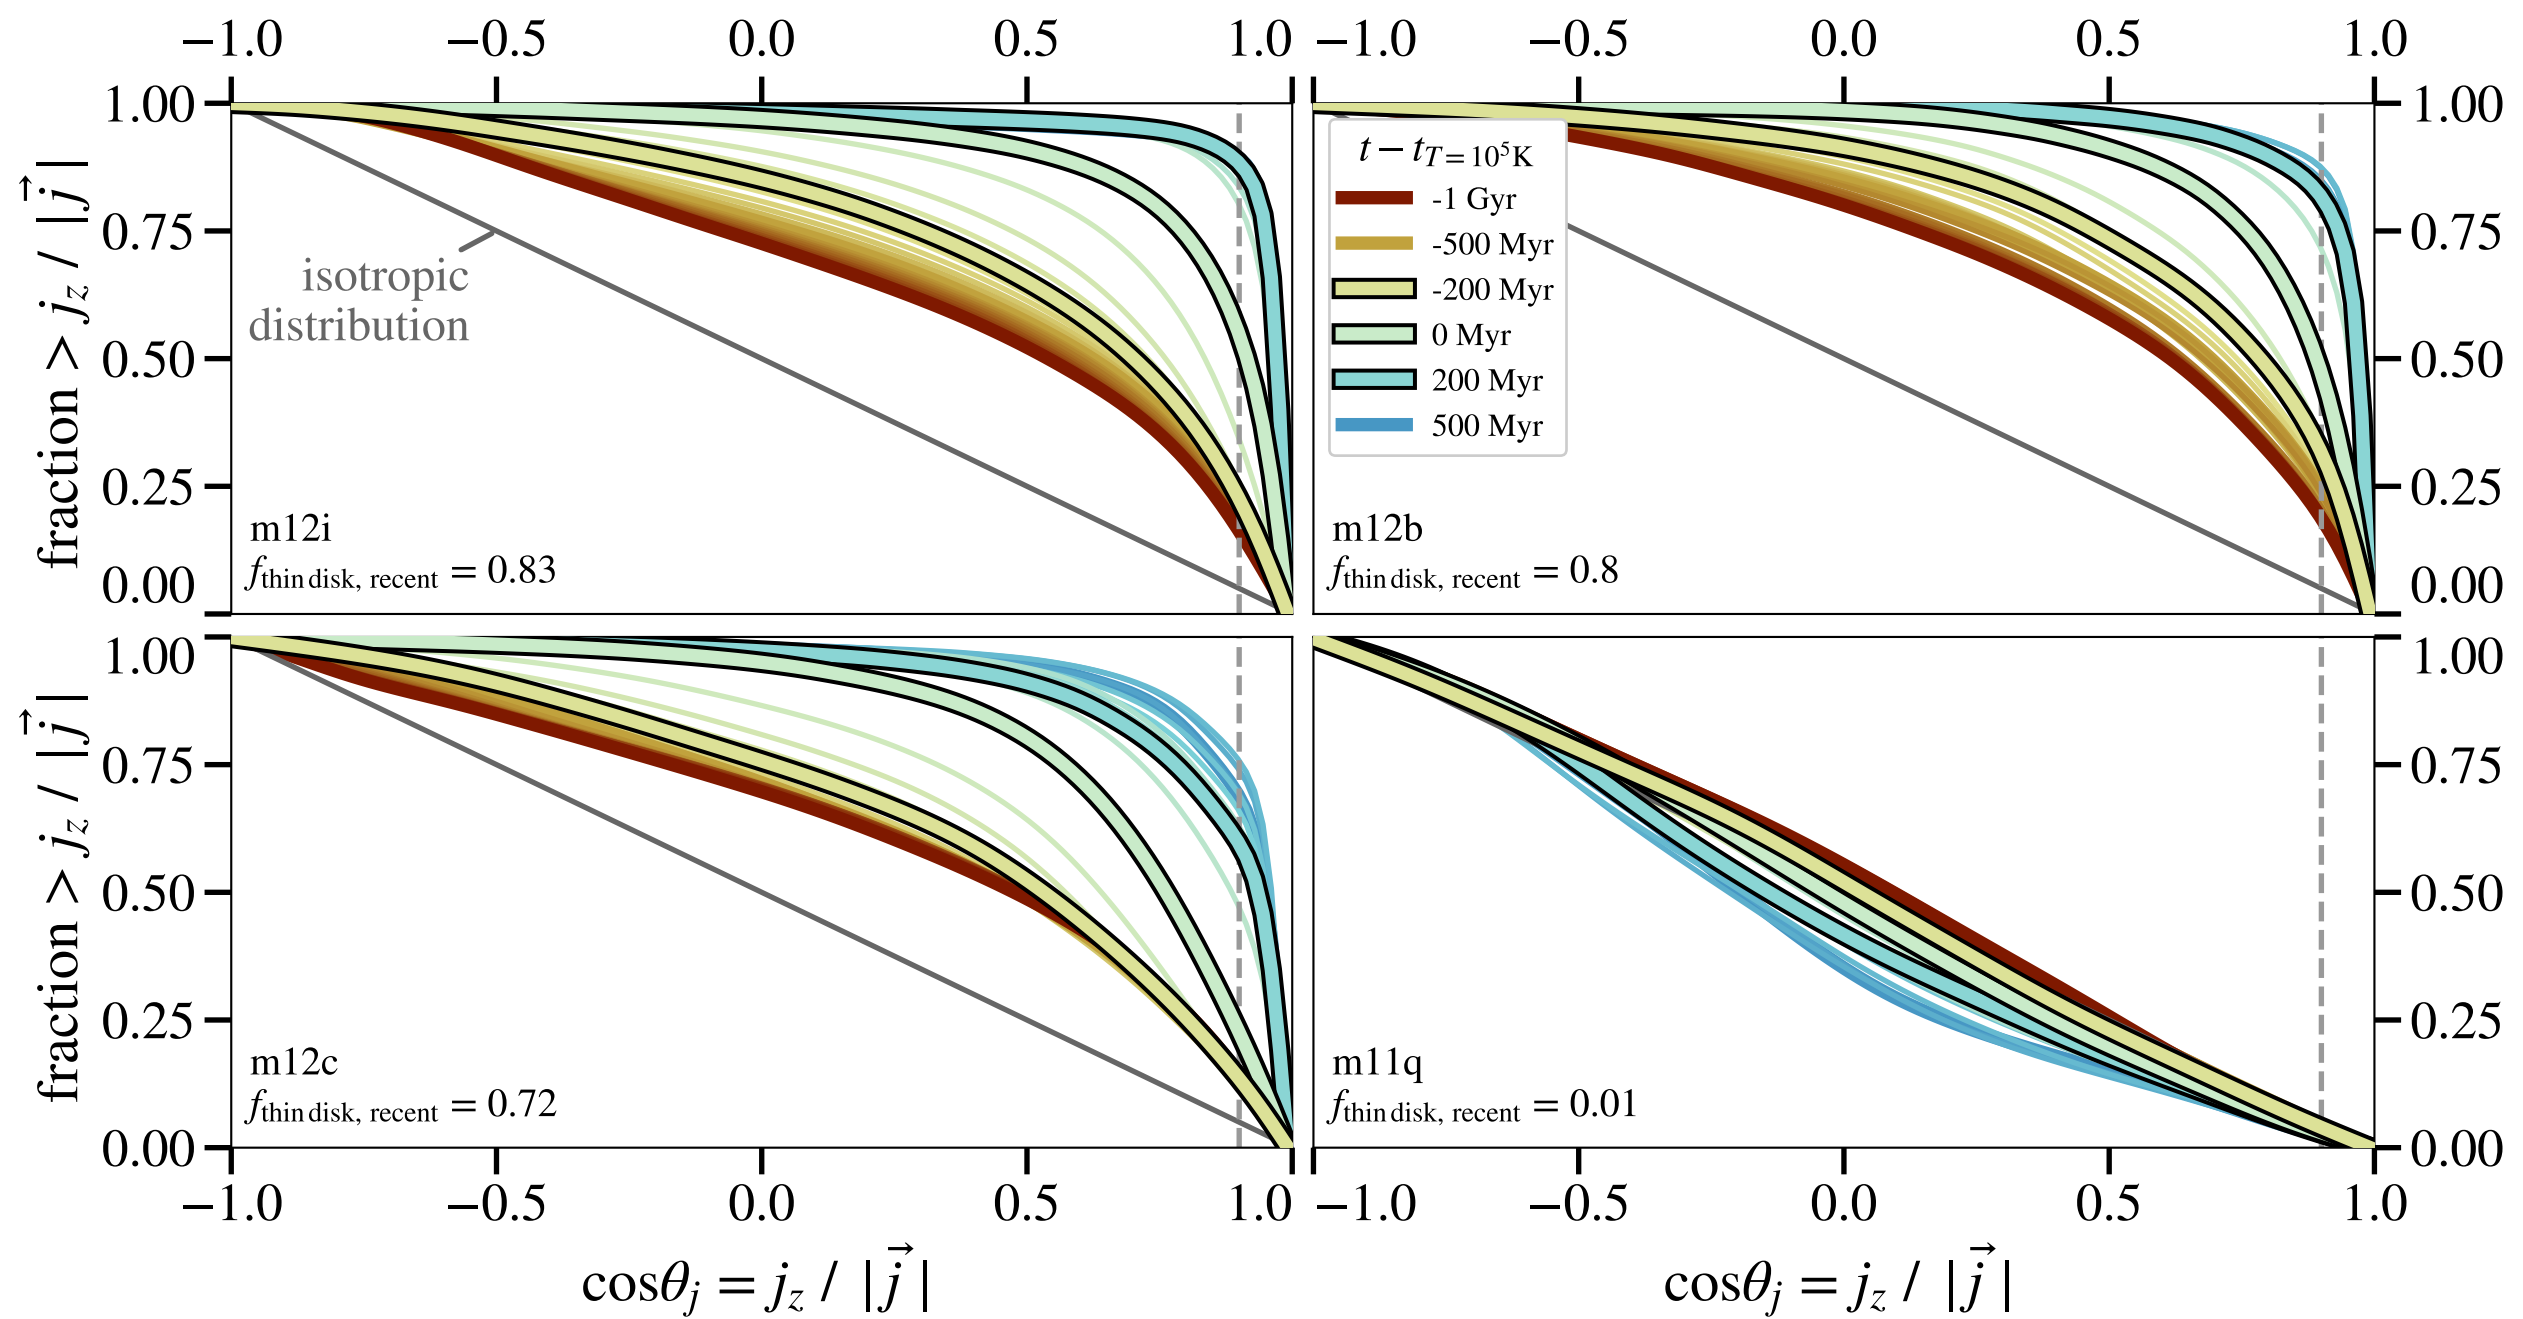 −1.0 −0.5 0.0 0.5 1.0 −1.0 −0.5 0.0 0.5 1.0
1.00
0.75
0.50
0.25
0.00
fraction > j_z / |j⃗|
isotropic
distribution
m12i
f_thin disk, recent = 0.83
t − t_{T=10^5K}
-1 Gyr
-500 Myr
-200 Myr
0 Myr
200 Myr
500 Myr
m12b
f_thin disk, recent = 0.8
1.00
0.75
0.50
0.25
0.00
1.00
0.75
0.50
0.25
0.00
fraction > j_z / |j⃗|
m12c
f_thin disk, recent = 0.72
m11q
f_thin disk, recent = 0.01
1.00
0.75
0.50
0.25
0.00
−1.0 −0.5 0.0 0.5 1.0 −1.0 −0.5 0.0 0.5 1.0
cosθ_j = j_z / |j⃗|
cosθ_j = j_z / |j⃗|